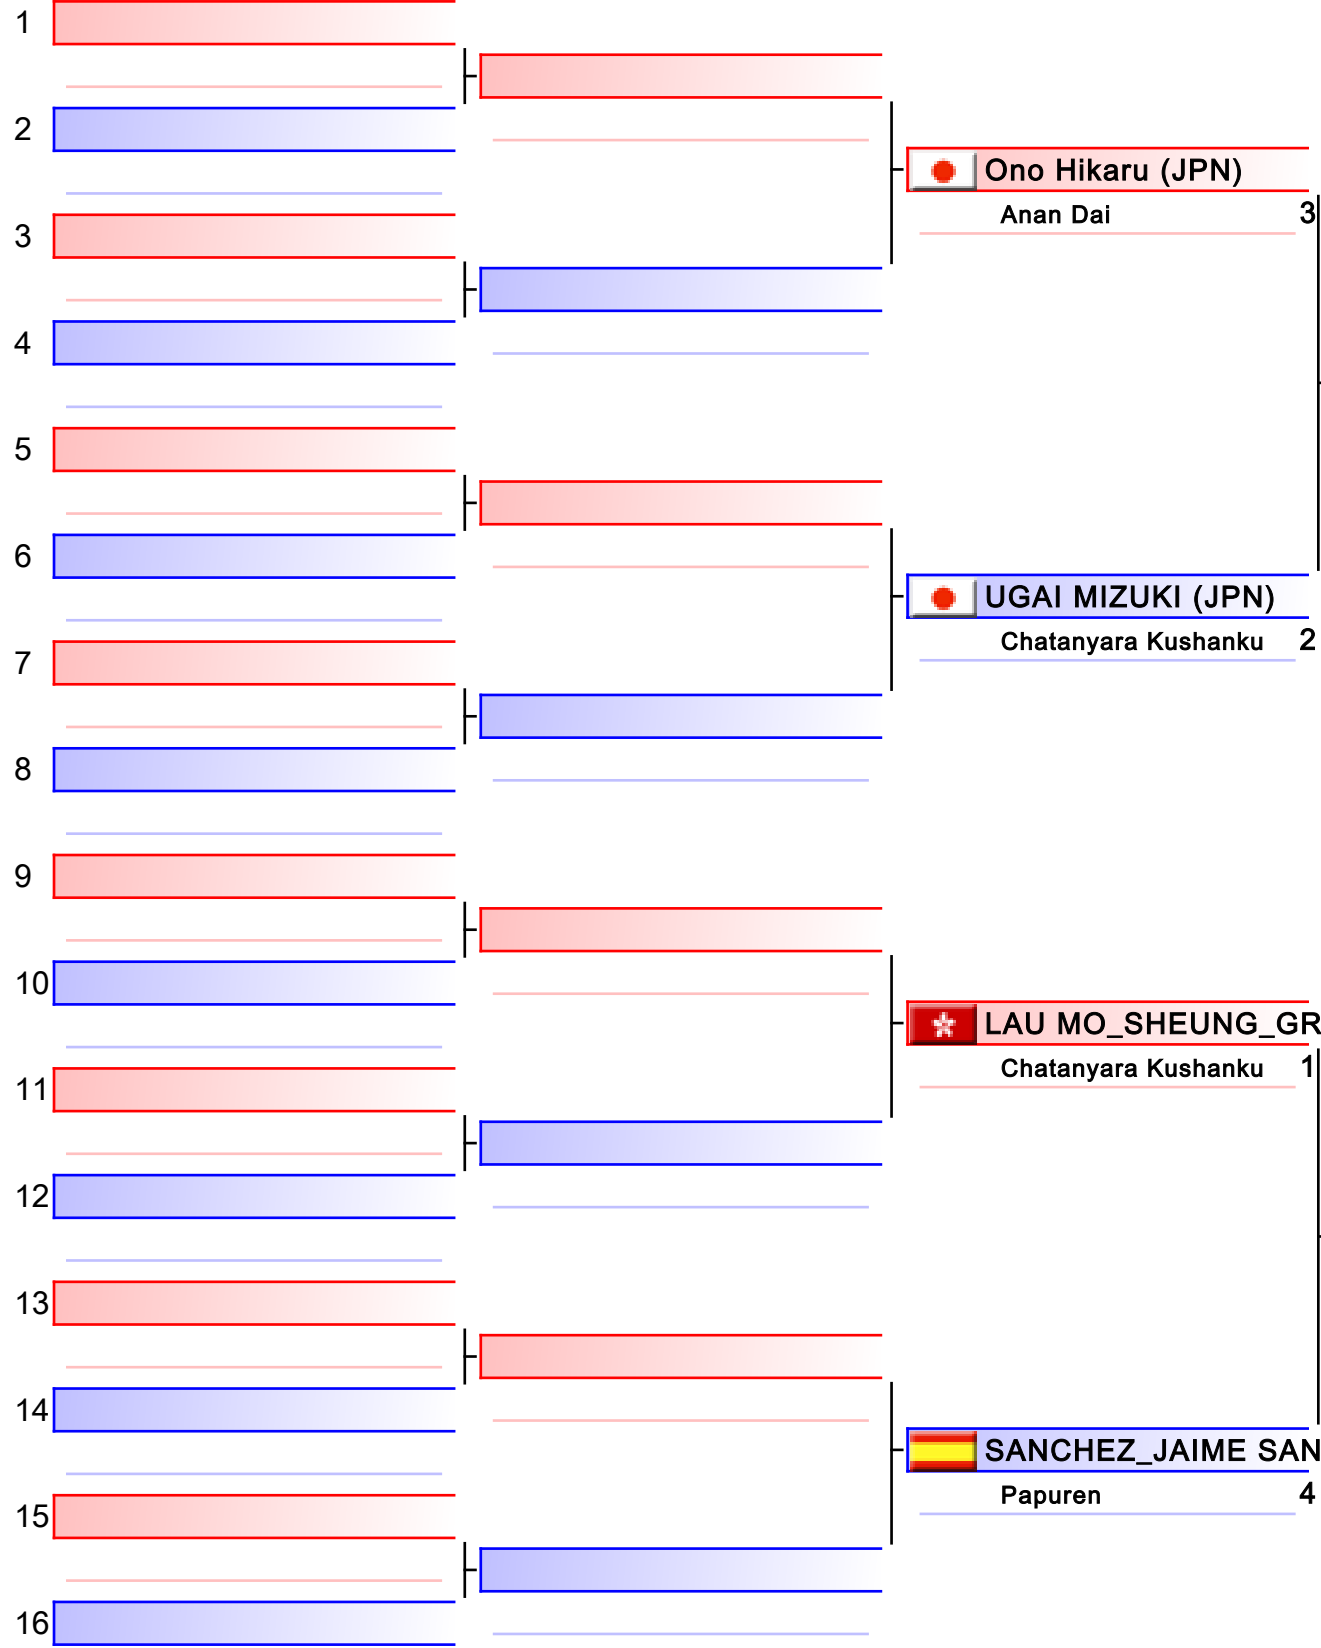 1
2
Ono Hikaru (JPN)
Anan Dai 3
3
4
5
6
UGAI MIZUKI (JPN)
Chatanyara Kushanku 2
7
8
9
10
LAU MO_SHEUNG_GR
Chatanyara Kushanku 1
11
12
13
14
SANCHEZ_JAIME SAN
Papuren 4
15
16